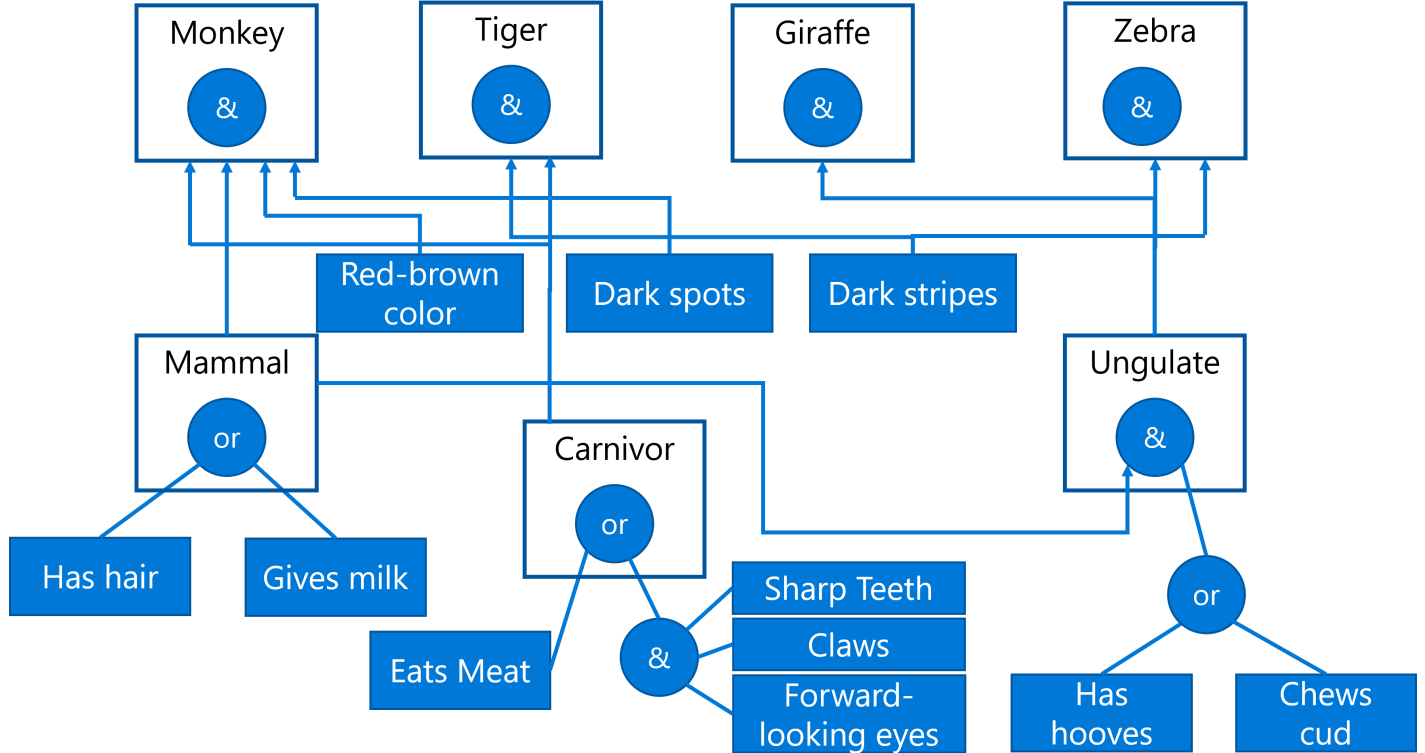 Monkey
&
Tiger
&
Giraffe
&
Zebra
&
Red-brown
color
Dark spots
Dark stripes
Mammal
or
Carnivor
or
Ungulate
&
Has hair
Gives milk
Eats Meat
&
Sharp Teeth
Claws
Forward-
looking eyes
or
Has
hooves
Chews
cud